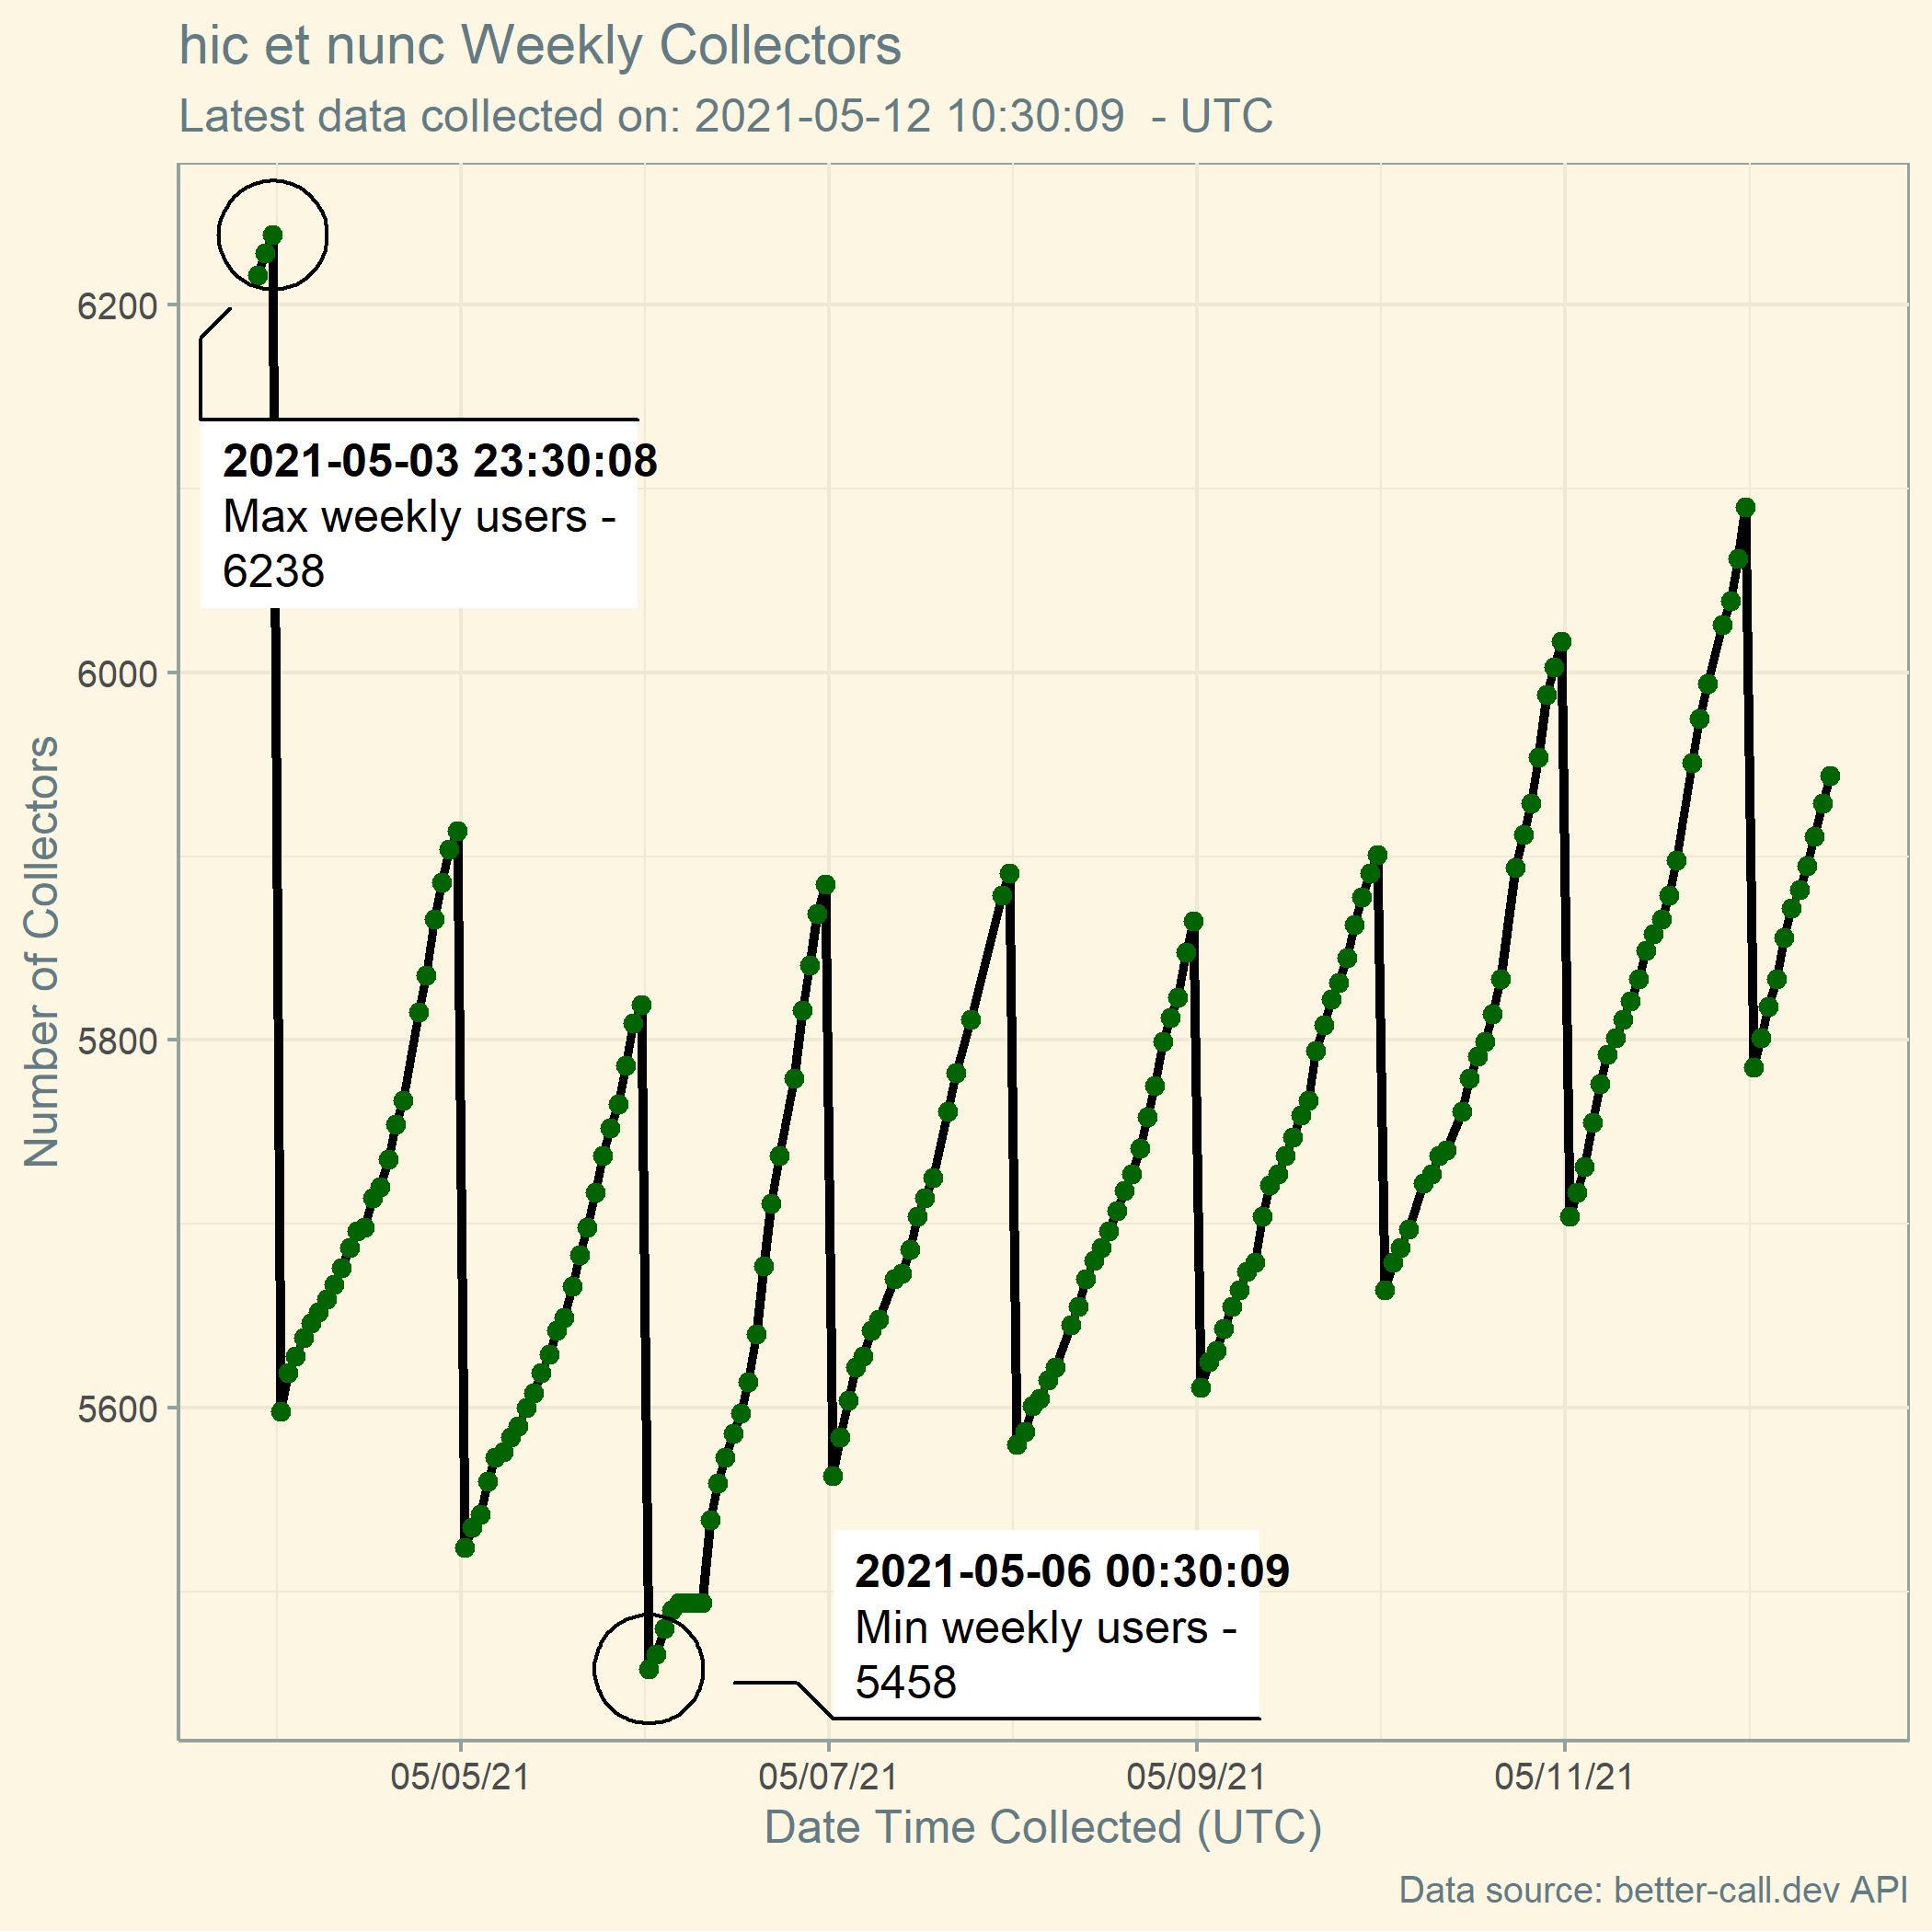 hic et nunc Weekly Collectors
Latest data collected on: 2021-05-12 10:30:09  - UTC
Number of Collectors
6200
6000
5800
5600
2021-05-03 23:30:08
Max weekly users -
6238
2021-05-06 00:30:09
Min weekly users -
5458
05/05/21
05/07/21
05/09/21
05/11/21
Date Time Collected (UTC)
Data source: better-call.dev API